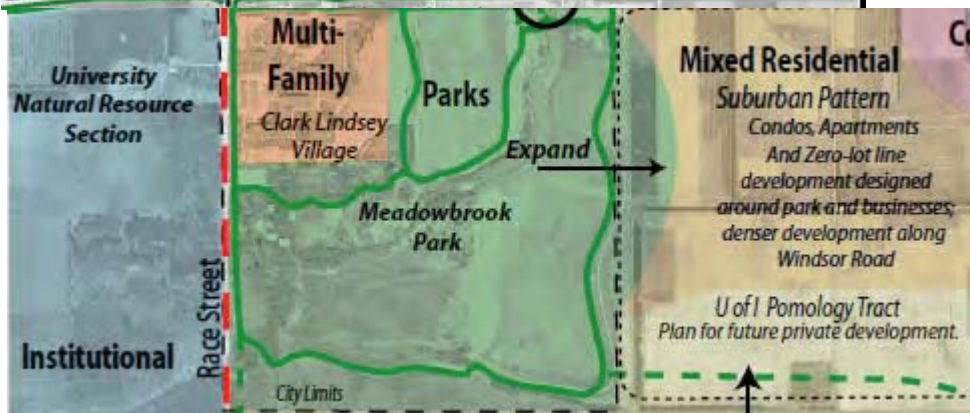 University
Natural Resource
Section
Institutional
Race Street
Multi-
Family
Clark Lindsey
Village
Parks
Expand
Meadowbrook
Park
City Limits
Mixed Residential
Suburban Pattern
Condos, Apartments
And Zero-lot line
development designed
around park and businesses;
denser development along
Windsor Road
U of I Pomology Tract
Plan for future private development.